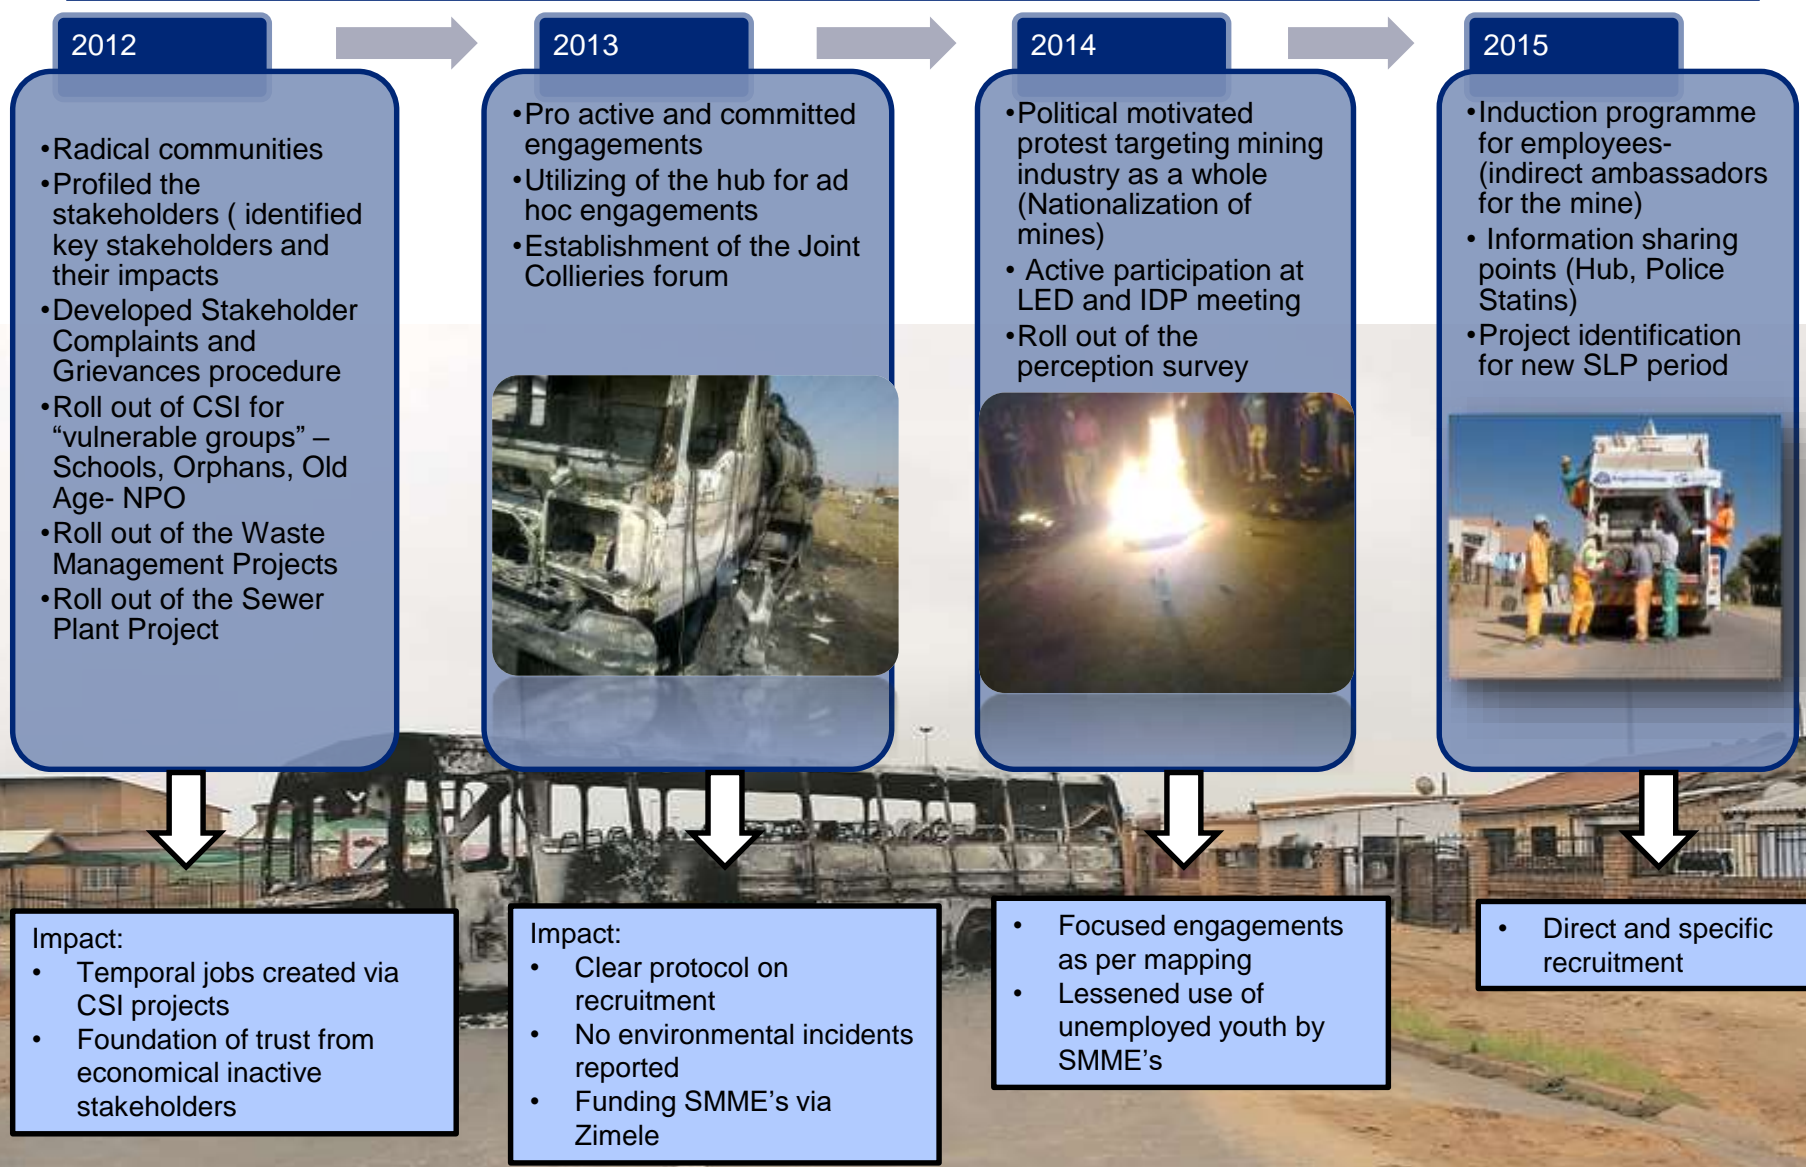 2012
•Radical communities
•Profiled the
stakeholders ( identified
key stakeholders and
their impacts
•Developed Stakeholder
Complaints and
Grievances procedure
•Roll out of CSI for
“vulnerable groups” –
Schools, Orphans, Old
Age- NPO
•Roll out of the Waste
Management Projects
•Roll out of the Sewer
Plant Project
Impact:
• Temporal jobs created via
CSI projects
• Foundation of trust from
economical inactive
stakeholders
2013
•Pro active and committed
engagements
•Utilizing of the hub for ad
hoc engagements
•Establishment of the Joint
Collieries forum
Impact:
• Clear protocol on
recruitment
• No environmental incidents
reported
• Funding SMME’s via
Zimele
2014
•Political motivated
protest targeting mining
industry as a whole
(Nationalization of
mines)
• Active participation at
LED and IDP meeting
•Roll out of the
perception survey
• Focused engagements
as per mapping
• Lessened use of
unemployed youth by
SMME’s
2015
•Induction programme
for employees-
(indirect ambassadors
for the mine)
• Information sharing
points (Hub, Police
Statins)
•Project identification
for new SLP period
• Direct and specific
recruitment